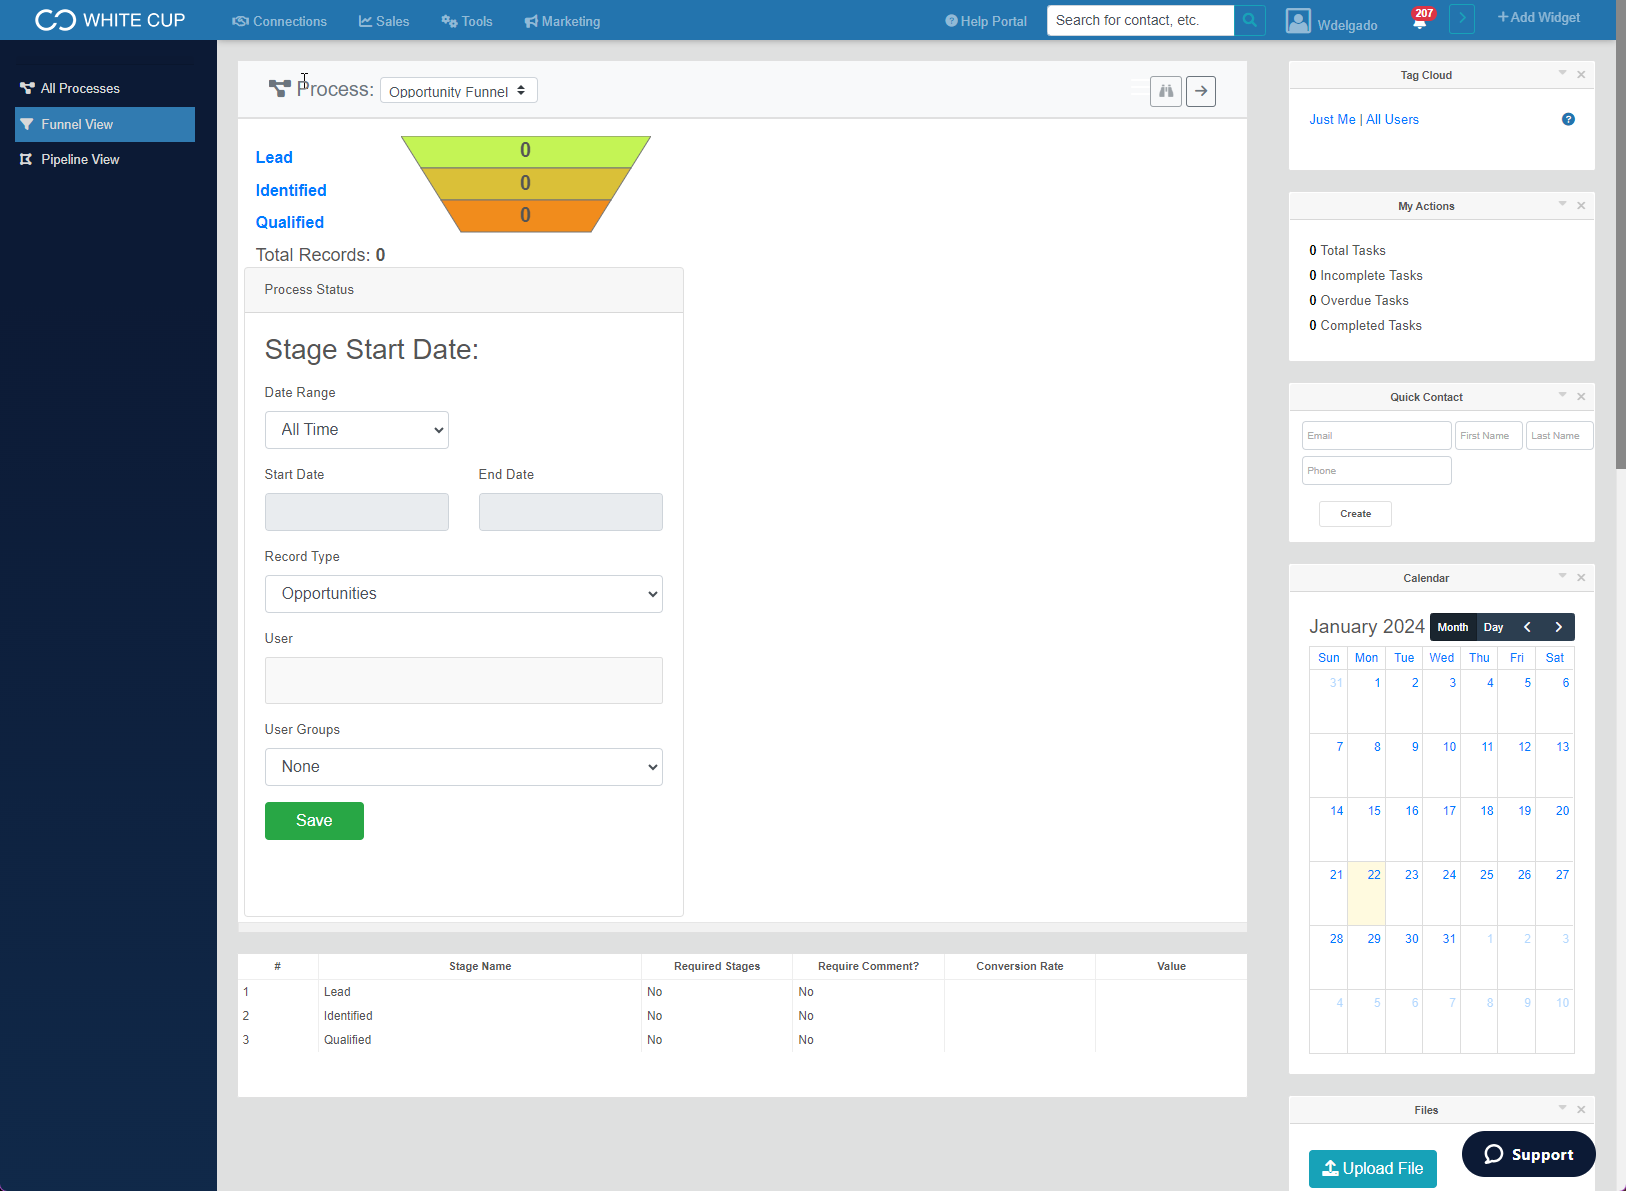 WHITE CUP
Connections
Sales
Tools
Marketing
Help Portal
Search for contact, etc.
Wdelgado
207
+ Add Widget
All Processes
Funnel View
Pipeline View
Process: Opportunity Funnel
Lead
0
Identified
0
Qualified
0
Total Records: 0
Process Status
Stage Start Date:
Date Range
All Time
Start Date End Date
Record Type
Opportunities
User
User Groups
None
Save
# Stage Name Required Stages Require Comment? Conversion Rate Value
1 Lead No No
2 Identified No No
3 Qualified No No
Tag Cloud
Just Me | All Users
?
My Actions
0 Total Tasks
0 Incomplete Tasks
0 Overdue Tasks
0 Completed Tasks
Quick Contact
Email First Name Last Name
Phone
Create
Calendar
January 2024 Month Day
Sun Mon Tue Wed Thu Fri Sat
31 1 2 3 4 5 6
7 8 9 10 11 12 13
14 15 16 17 18 19 20
21 22 23 24 25 26 27
28 29 30 31 1 2 3
4 5 6 7 8 9 10
Files
Upload File
Support